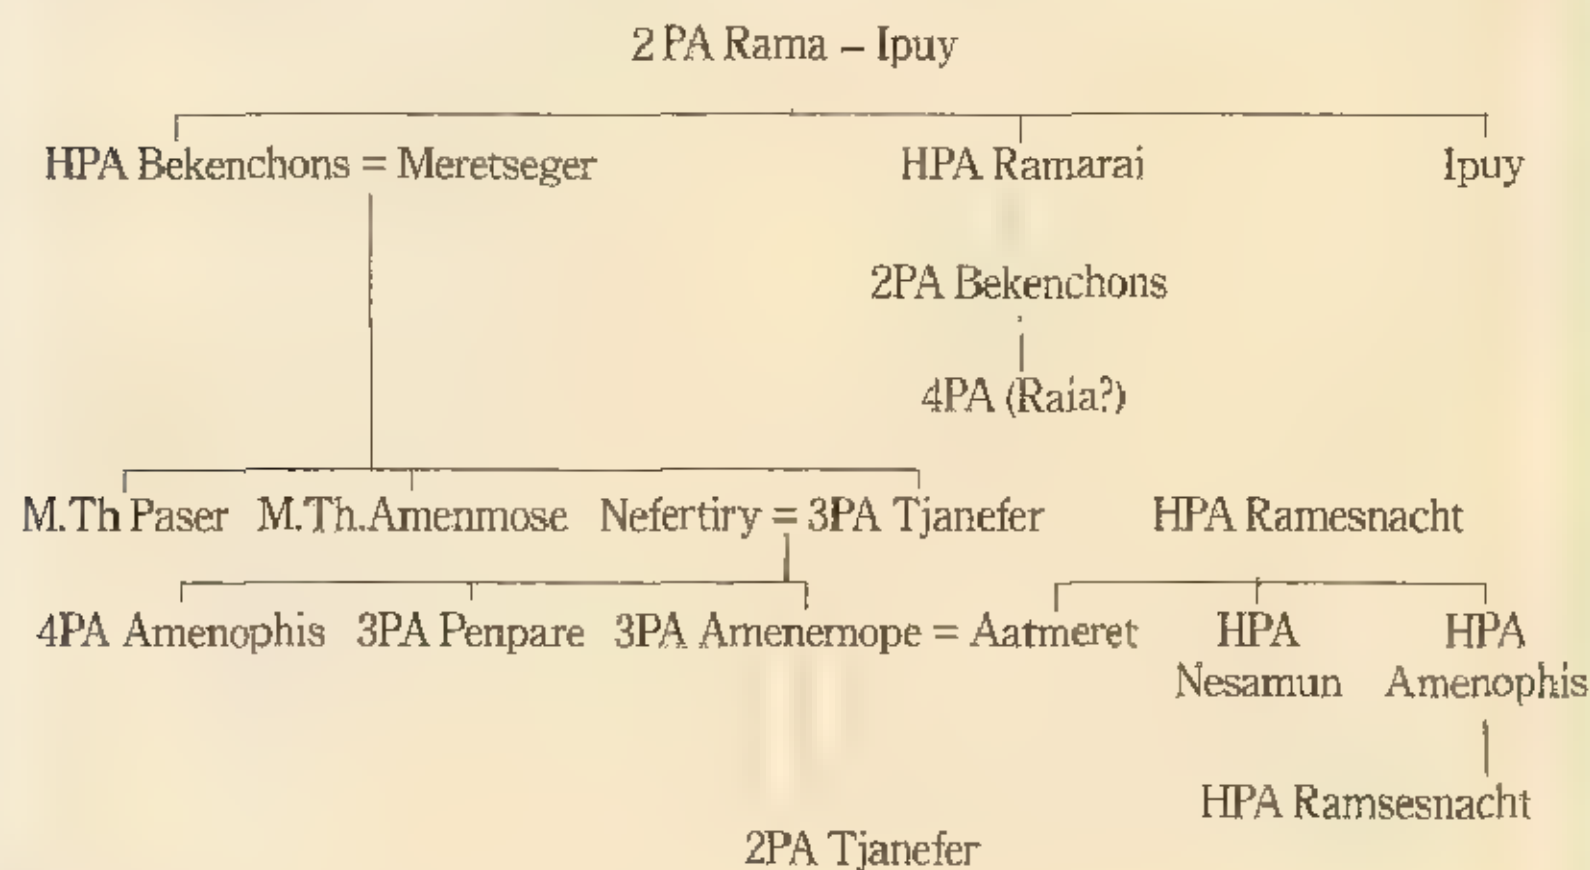 2 PA Rama – Ipuy
HPA Bekenchons = Meretseger HPA Ramarai Ipuy
2PA Bekenchons
4PA (Raia?)
M.Th Paser M.Th.Amenmose Nefertiry = 3PA Tjanefer HPA Ramesnacht
4PA Amenophis 3PA Penpare 3PA Amenemope = Aatmeret HPA HPA
Nesamun Amenophis
HPA Ramsesnacht
2PA Tjanefer